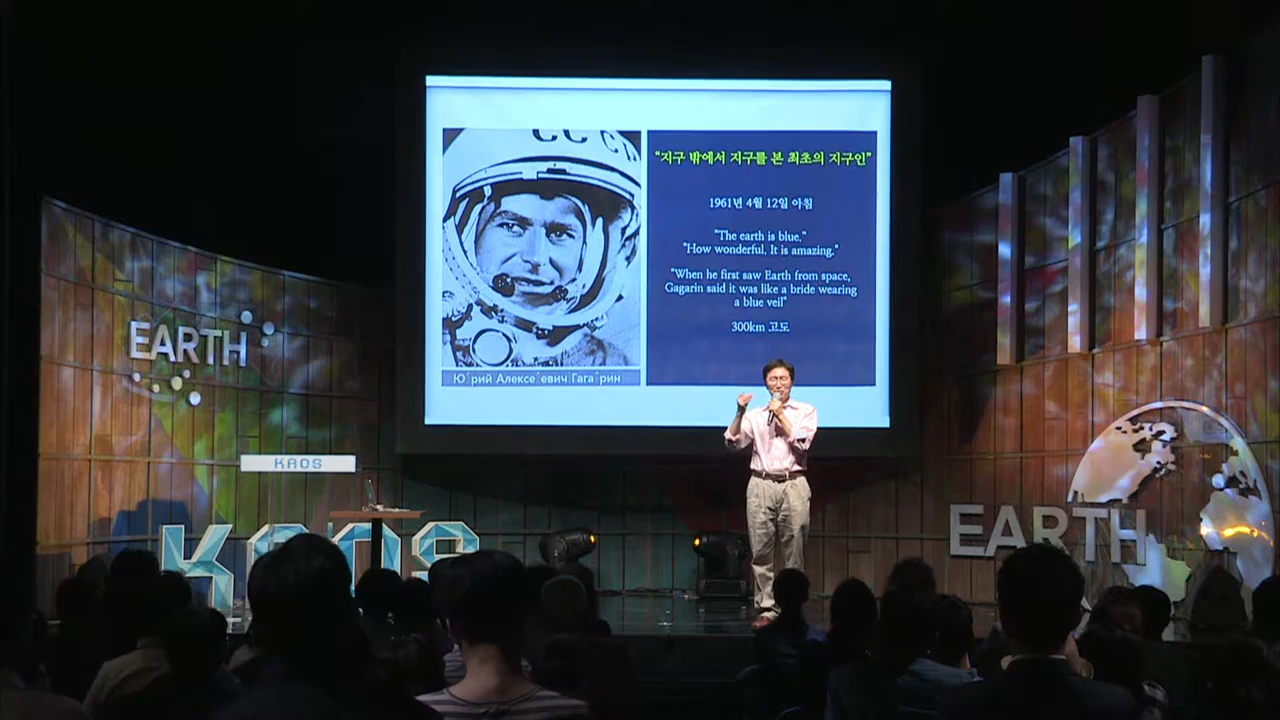 СС СР
"지구 밖에서 지구를 본 최초의 지구인"
1961년 4월 12일 아침
"The earth is blue."
"How wonderful. It is amazing."
"When he first saw Earth from space,
Gagarin said it was like a bride wearing
a blue veil"
300km 고도
Ю´рий Алексе´евич Гага´рин
EARTH
KAOS
KAOS
EARTH